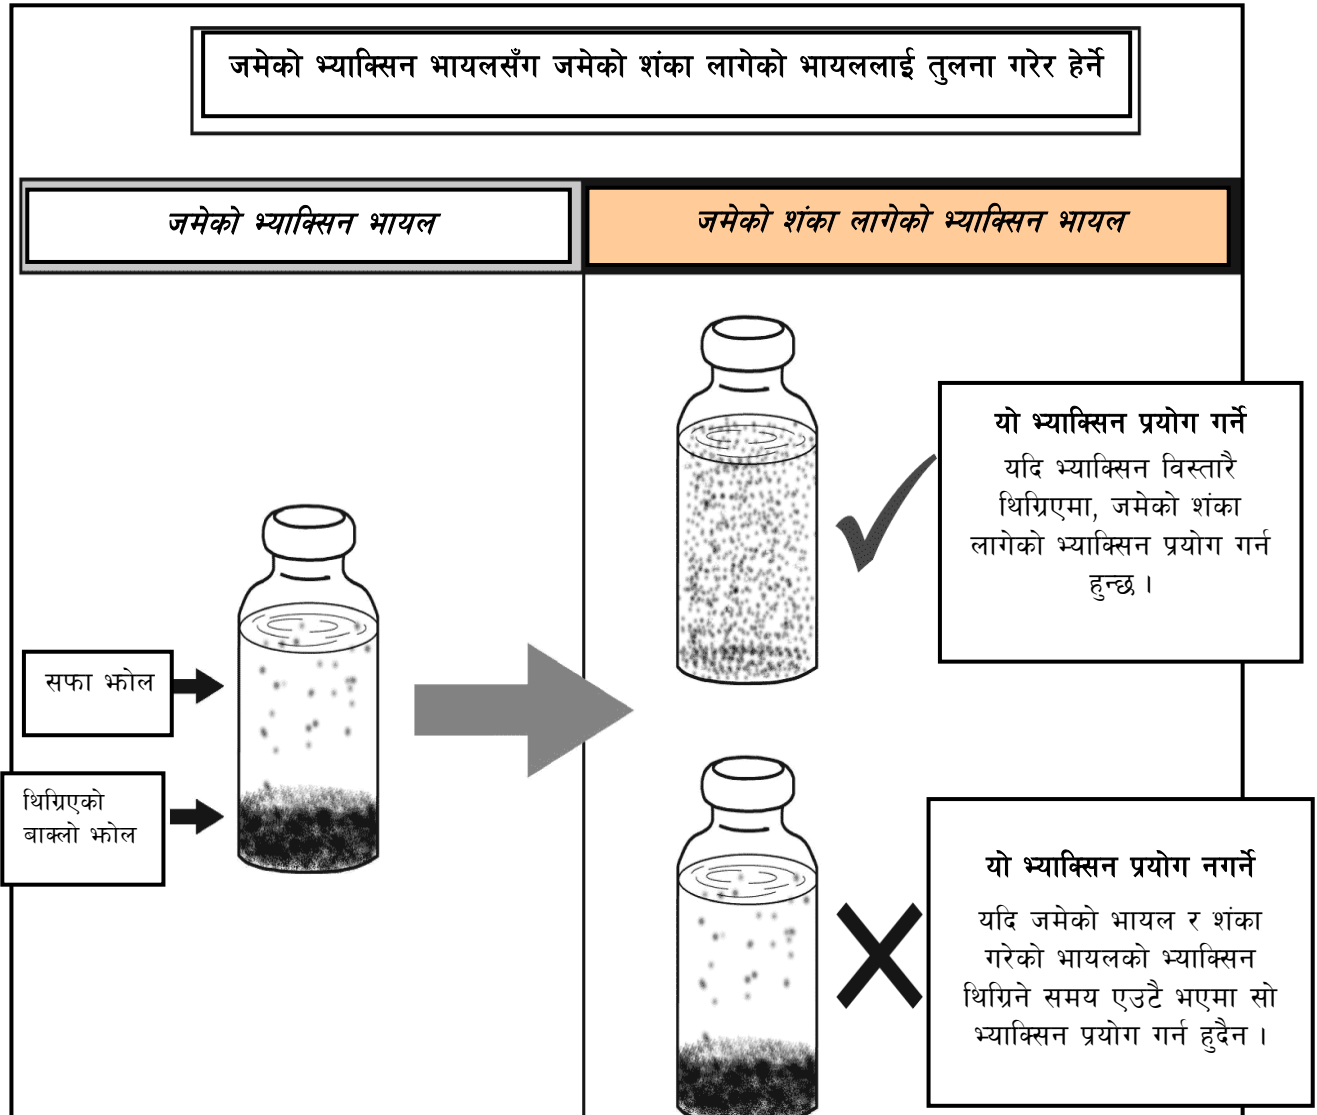 जमेको भ्याक्सिन भायलसँग जमेको शंका लागेको भायललाई तुलना गरेर हेर्ने
जमेको भ्याक्सिन भायल
जमेको शंका लागेको भ्याक्सिन भायल
सफा झोल
थिग्रिएको
बाक्लो झोल
यो भ्याक्सिन प्रयोग गर्ने
यदि भ्याक्सिन विस्तारै
थिग्रिएमा, जमेको शंका
लागेको भ्याक्सिन प्रयोग गर्न
हुन्छ ।
यो भ्याक्सिन प्रयोग नगर्ने
यदि जमेको भायल र शंका
गरेको भायलको भ्याक्सिन
थिग्रिने समय एउटै भएमा सो
भ्याक्सिन प्रयोग गर्न हुदैन ।